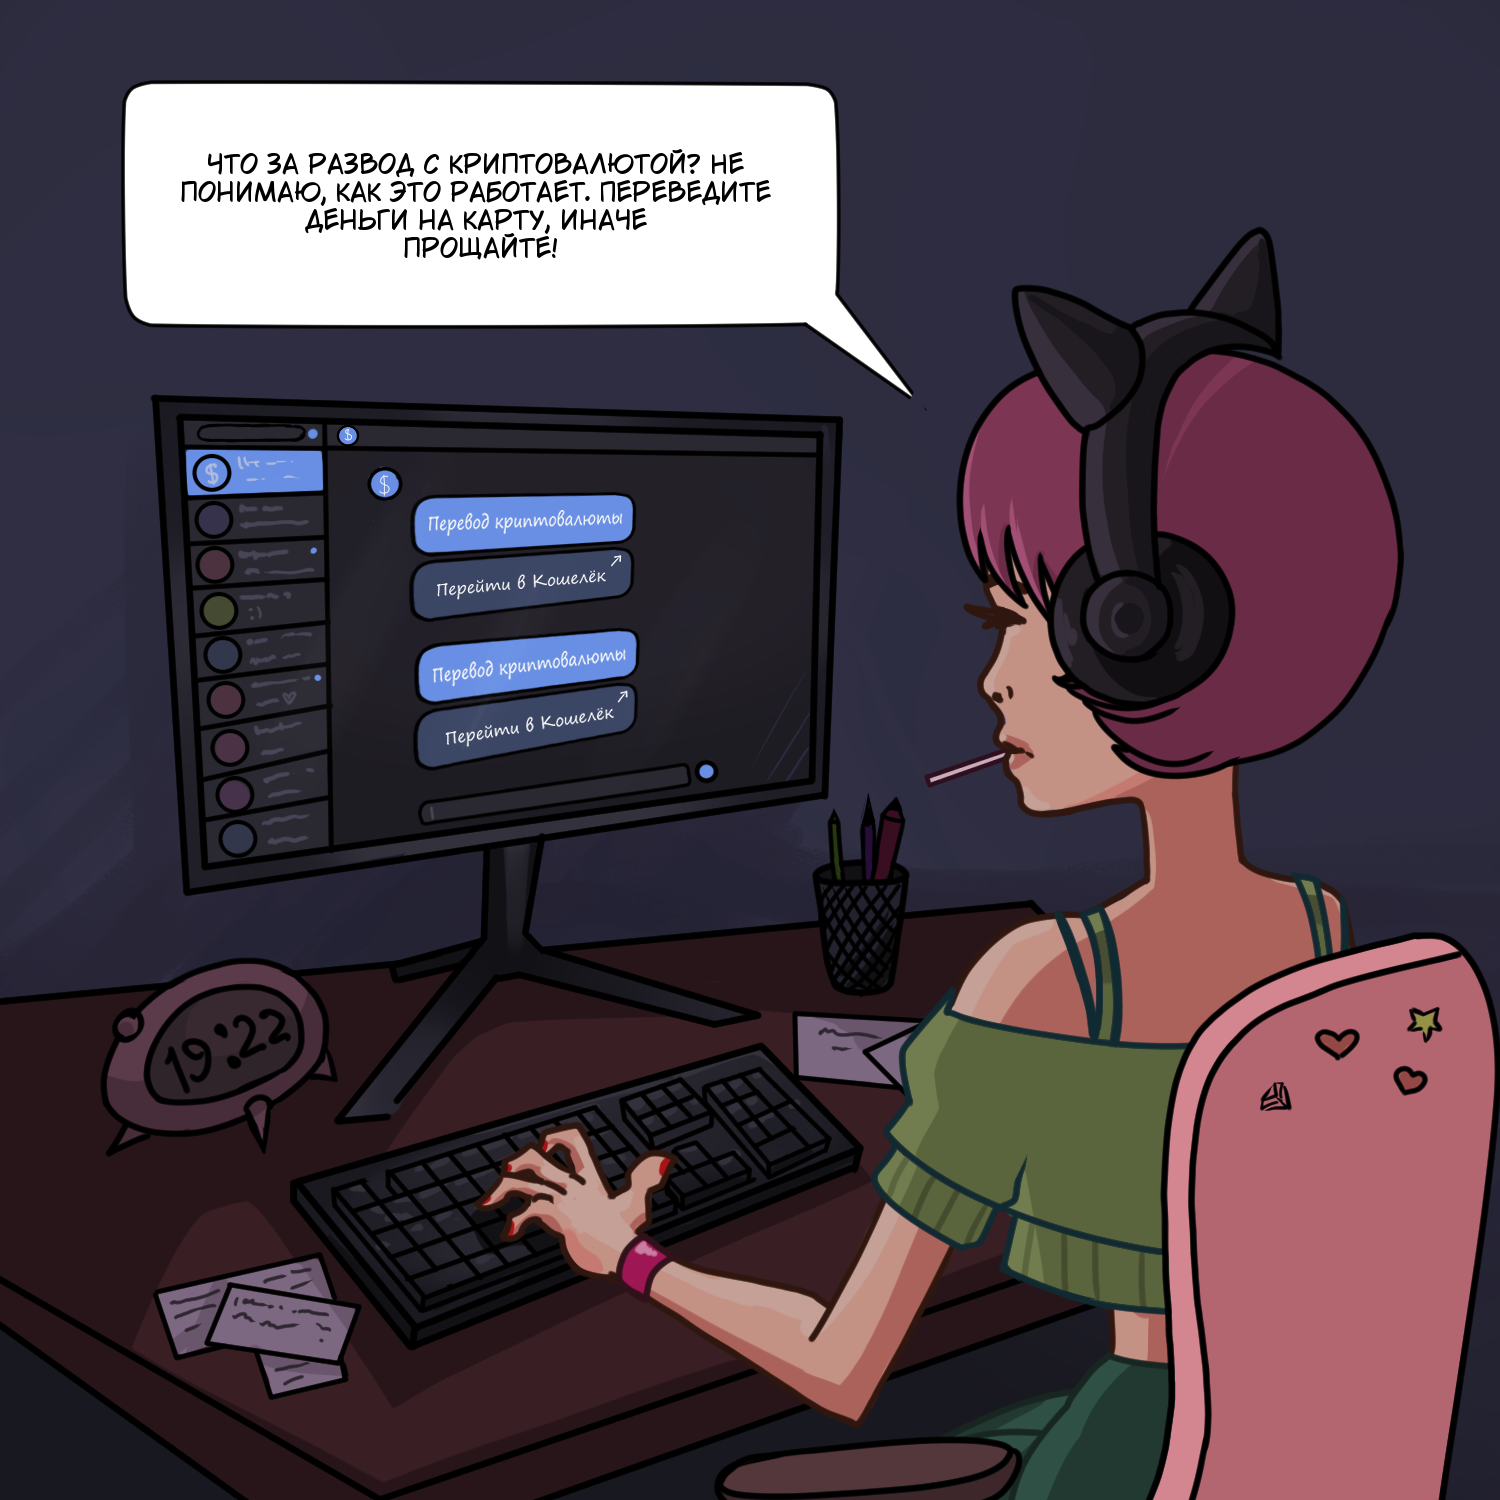 ЧТО ЗА РАЗВОД С КРИПТОВАЛЮТОЙ? НЕ
ПОНИМАЮ, КАК ЭТО РАБОТАЕТ. ПЕРЕВЕДИТЕ
ДЕНЬГИ НА КАРТУ, ИНАЧЕ
ПРОЩАЙТЕ!
$
$
$
Перевод криптовалюты
Перейти в Кошелёк
:)
Перевод криптовалюты
Перейти в Кошелёк
19:22